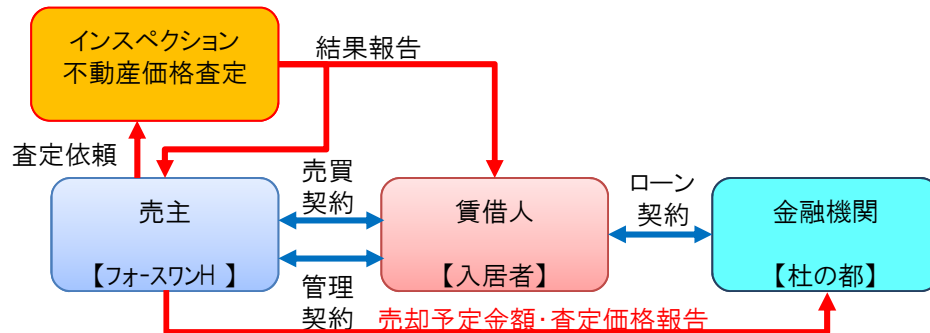 インスペクション
不動産価格査定
結果報告
査定依頼
売主
【フォースワンH 】
売買
契約
管理
契約
賃借人
【入居者】
ローン
契約
金融機関
【杜の都】
売却予定金額・査定価格報告